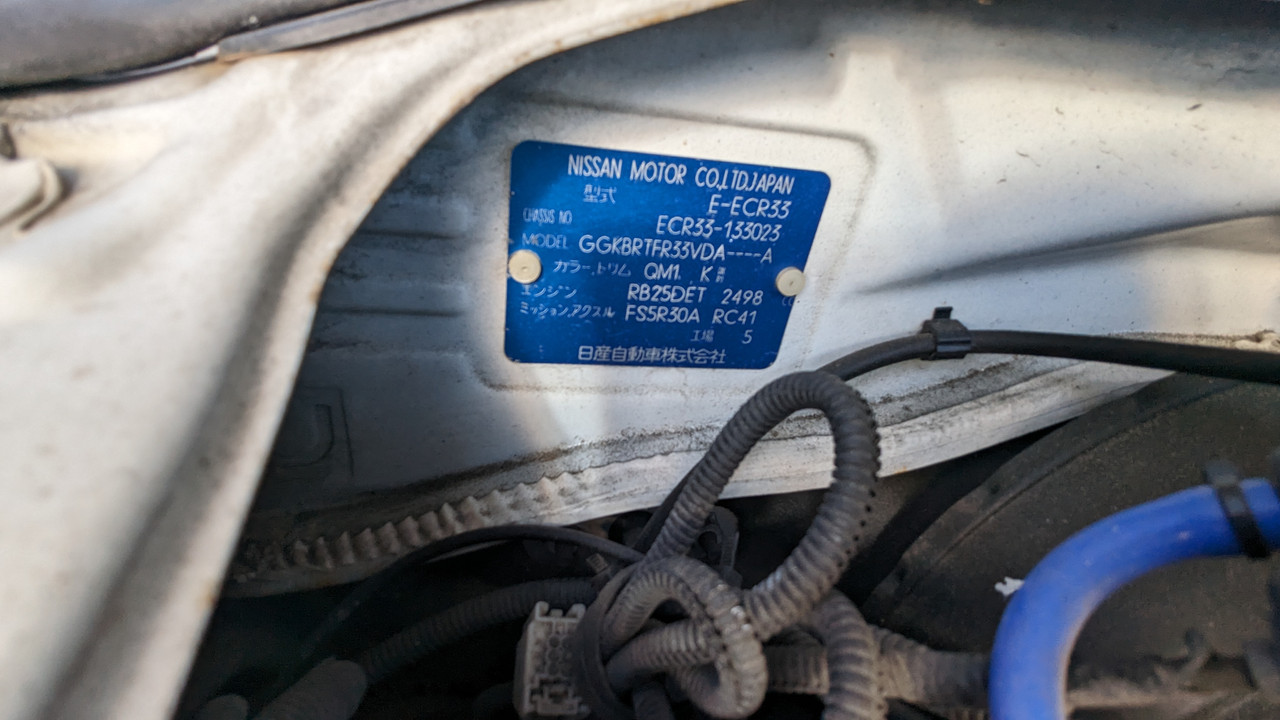 NISSAN MOTOR CO.,LTD.JAPAN
型式 E-ECR33
CHASSIS NO ECR33-133023
MODEL GGKBRTFR33VDA----A
カラー.トリム QM1. .K
エンジン RB25DET 2498
ミッション.アクスル FS5R30A RC41
工場 5
日産自動車株式会社